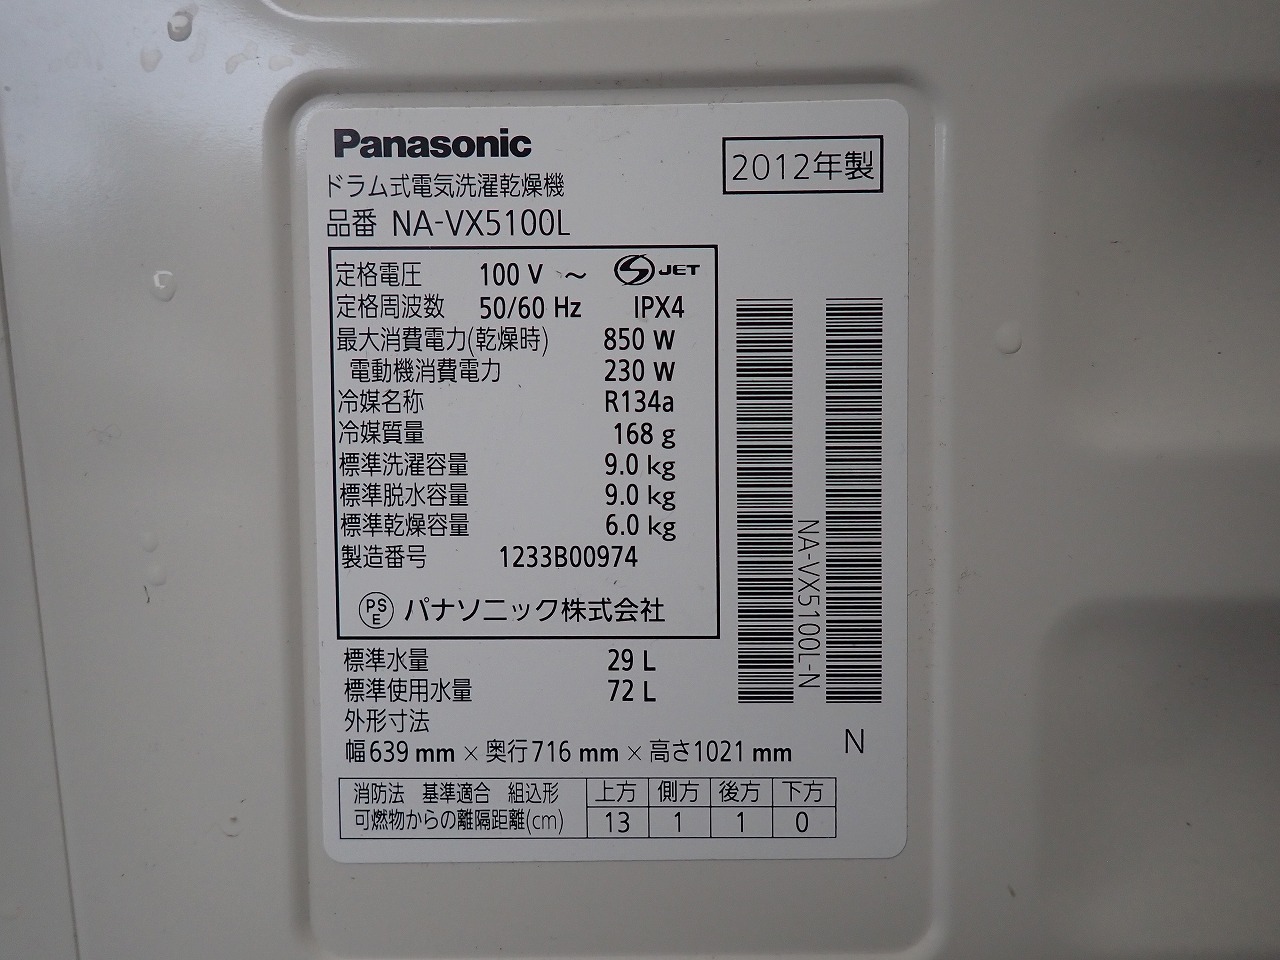 Panasonic
2012年製
ドラム式電気洗濯乾燥機
品番 NA-VX5100L
定格電圧 100 V ～ JET
定格周波数 50/60 Hz IPX4
最大消費電力(乾燥時) 850 W
電動機消費電力 230 W
冷媒名称 R134a
冷媒質量 168 g
標準洗濯容量 9.0 kg
標準脱水容量 9.0 kg
標準乾燥容量 6.0 kg
製造番号 1233B00974
PSE パナソニック株式会社
NA-VX5100L-N
標準水量 29 L
標準使用水量 72 L
外形寸法
幅639 mm × 奥行716 mm × 高さ1021 mm
N
消防法 基準適合 組込形 上方 側方 後方 下方
可燃物からの離隔距離(cm) 13 1 1 0